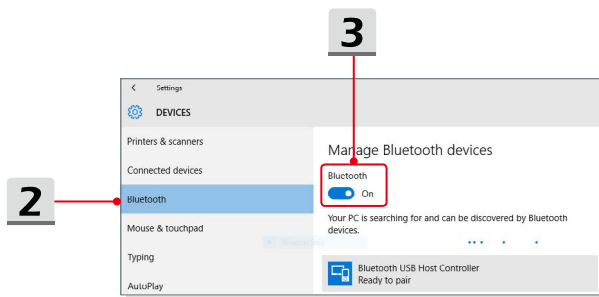 3
Settings
DEVICES
Printers & scanners
Connected devices
2
Bluetooth
Mouse & touchpad
Typing
AutoPlay
Manage Bluetooth devices
Bluetooth
On
Your PC is searching for and can be discovered by Bluetooth
devices.
Bluetooth USB Host Controller
Ready to pair